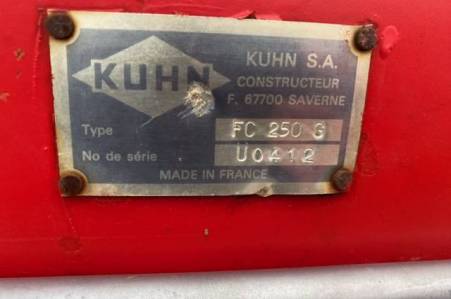 KUHN
KUHN S.A.
CONSTRUCTEUR
F. 67700 SAVERNE
Type FC 250 G
No de série U0412
MADE IN FRANCE